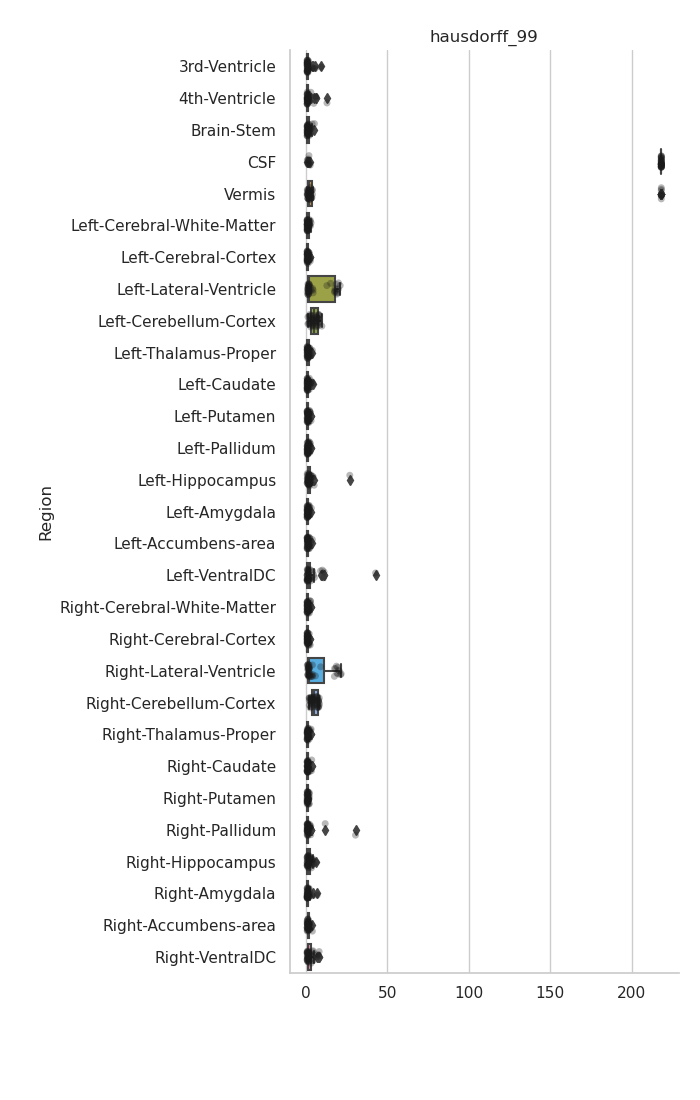 hausdorff_99
3rd-Ventricle
4th-Ventricle
Brain-Stem
CSF
Vermis
Left-Cerebral-White-Matter
Left-Cerebral-Cortex
Left-Lateral-Ventricle
Left-Cerebellum-Cortex
Left-Thalamus-Proper
Left-Caudate
Left-Putamen
Left-Pallidum
Left-Hippocampus
Left-Amygdala
Left-Accumbens-area
Left-VentralDC
Right-Cerebral-White-Matter
Right-Cerebral-Cortex
Right-Lateral-Ventricle
Right-Cerebellum-Cortex
Right-Thalamus-Proper
Right-Caudate
Right-Putamen
Right-Pallidum
Right-Hippocampus
Right-Amygdala
Right-Accumbens-area
Right-VentralDC
Region
0 50 100 150 200